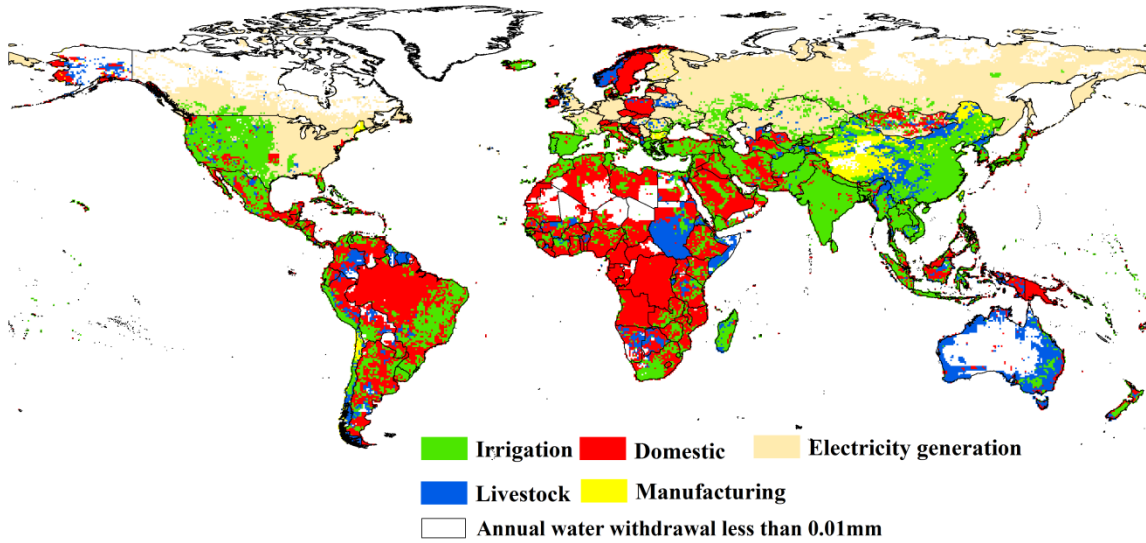 Irrigation Domestic Electricity generation
Livestock Manufacturing
Annual water withdrawal less than 0.01mm